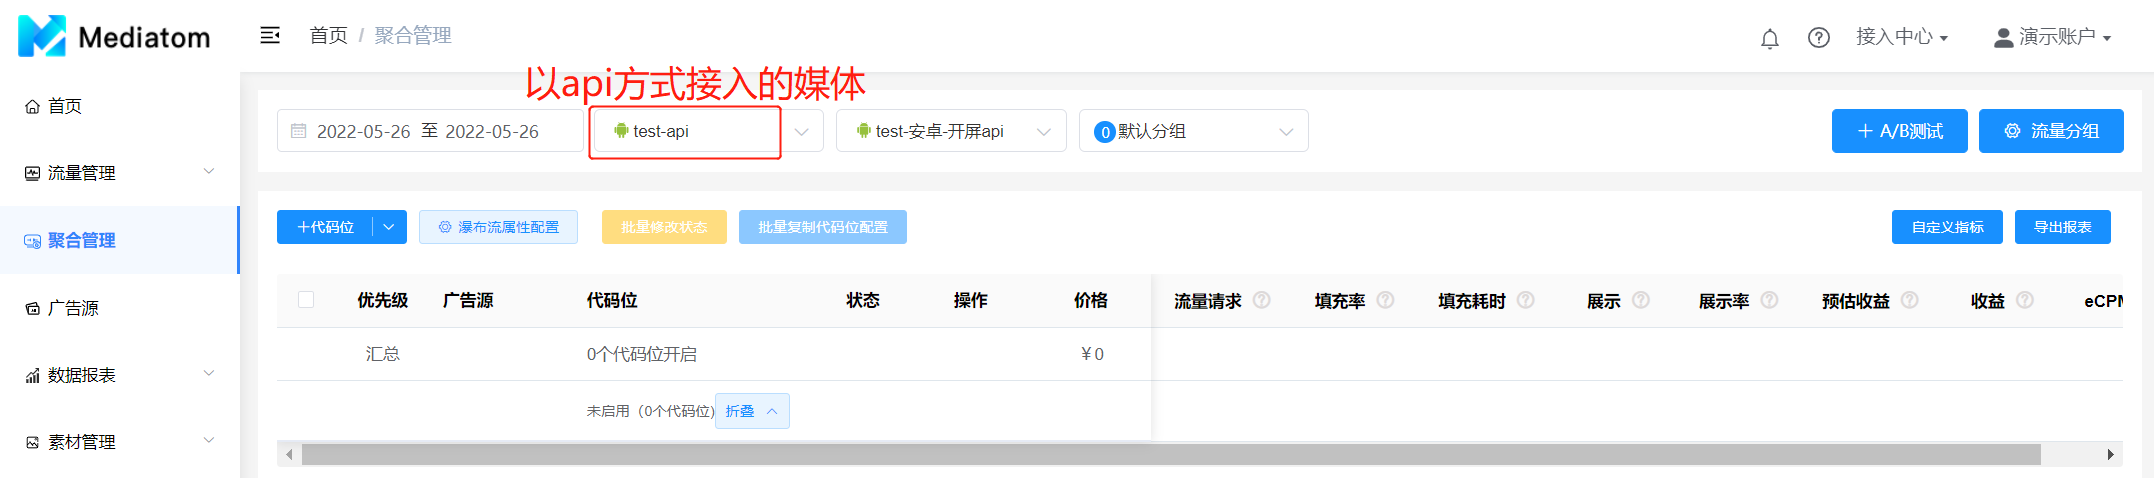 Mediatom
首页 / 聚合管理
接入中心
演示账户
以api方式接入的媒体
首页
流量管理
聚合管理
广告源
数据报表
素材管理
2022-05-26 至 2022-05-26
test-api
test-安卓-开屏api
0 默认分组
A/B测试
流量分组
代码位
瀑布流属性配置
批量修改状态
批量复制代码位配置
自定义指标
导出报表
优先级 广告源 代码位 状态 操作 价格 流量请求 填充率 填充耗时 展示 展示率 预估收益 收益 eCPM
汇总 0个代码位开启 ¥0
未启用（0个代码位) 折叠